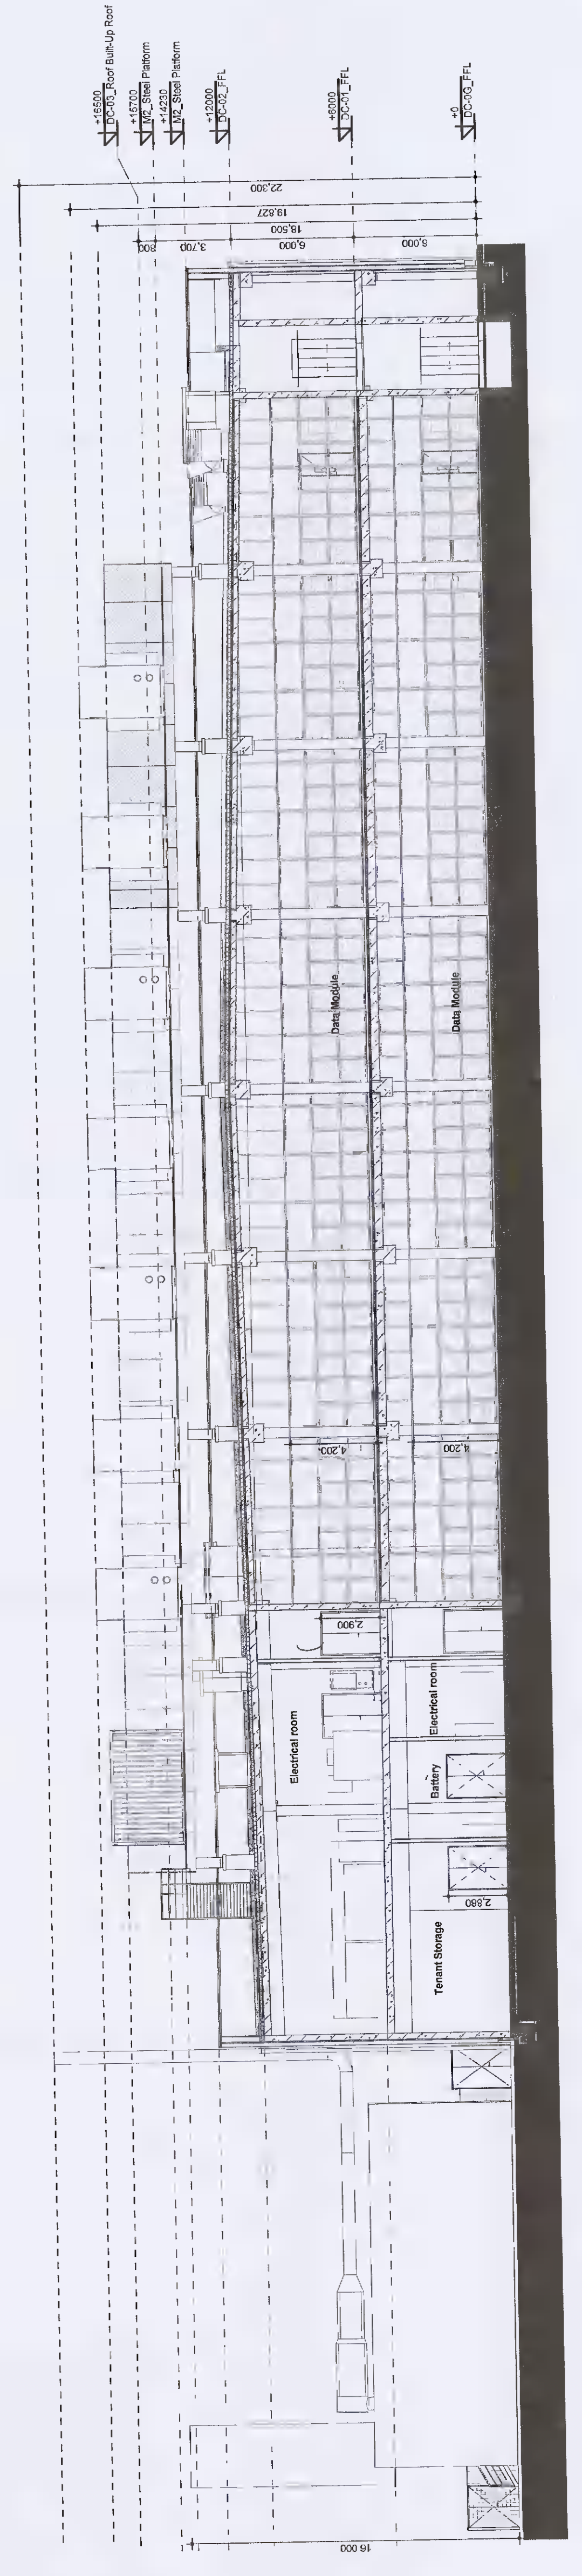 +16500
DC-03_Roof Built-Up Roof
+15700
M2_Steel Platform
+14230
M2_Steel Platform
+12000
DC-02_FFL
+6000
DC-01_FFL
+0
DC-0G_FFL
22,300
19,827
18,500
800
3,700
6,000
6,000
Data Module
Data Module
4,200
4,200
2,900
Electrical room
Electrical room
Battery
2,880
Tenant Storage
16 000